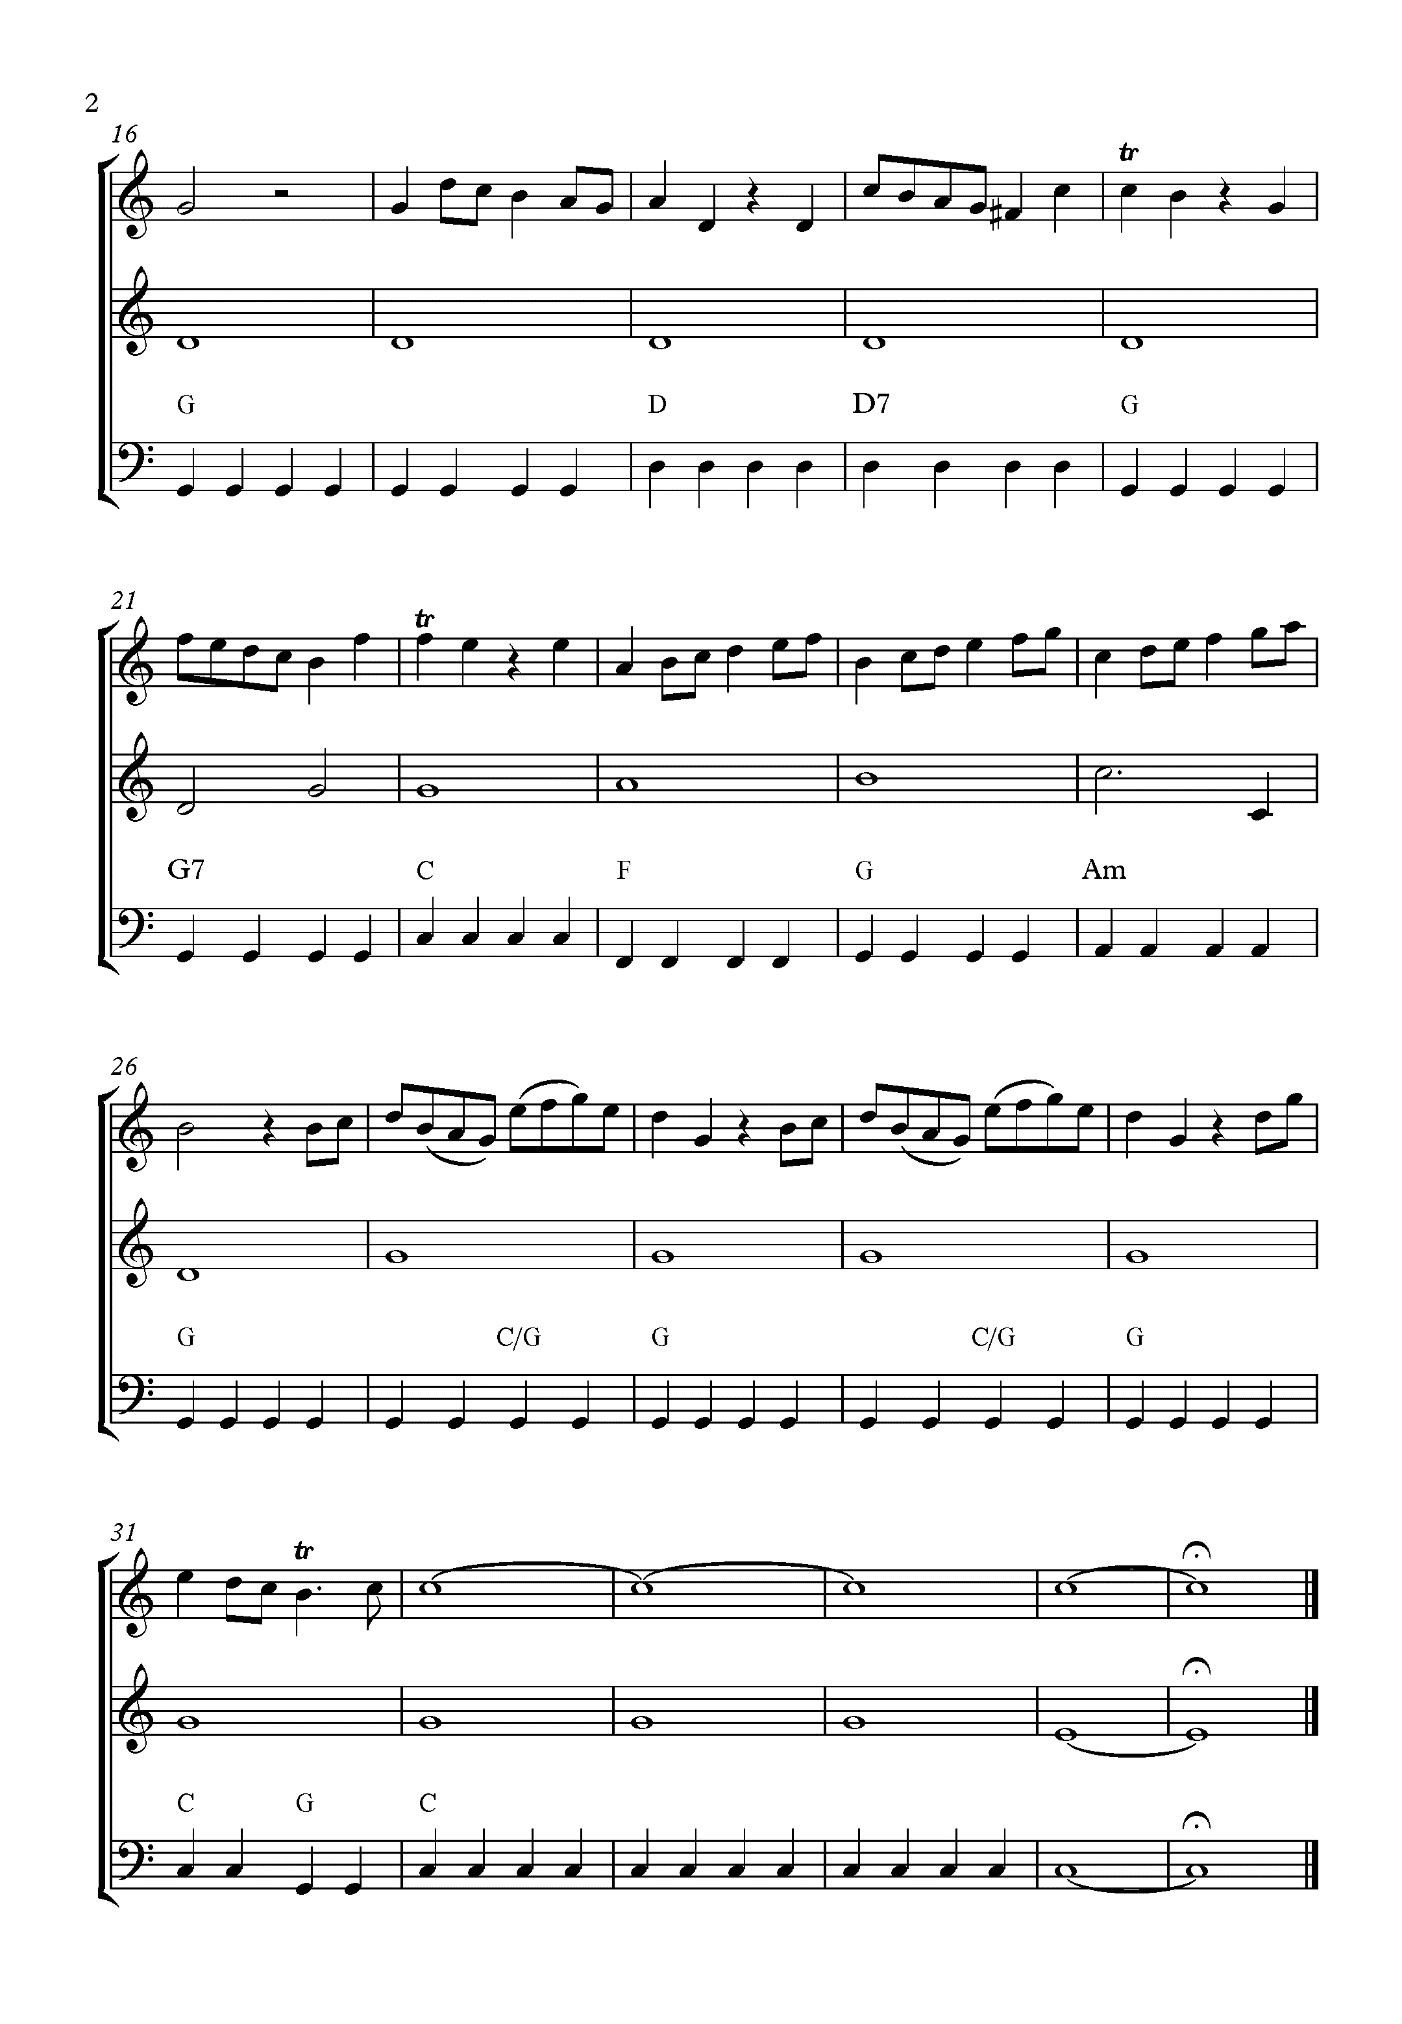 2
16
tr
G D D7 G
21
tr
G7 C F G Am
26
G C/G G C/G G
31
tr
C G C